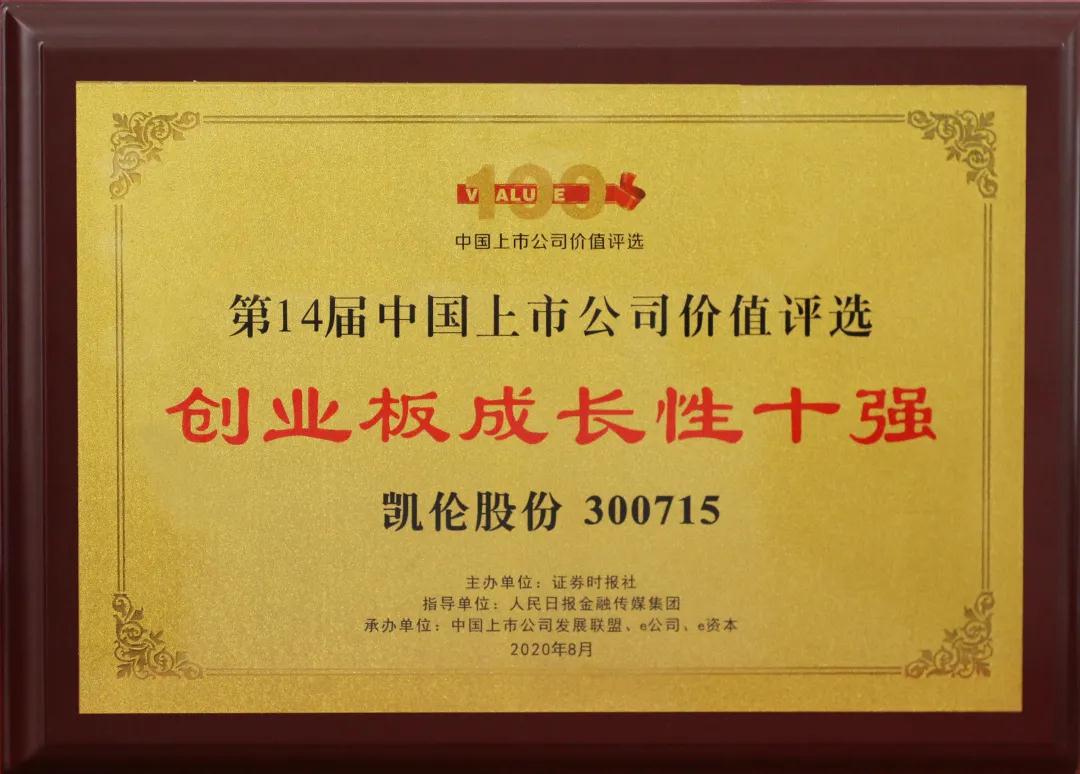 100
VALUE
中国上市公司价值评选
第14届中国上市公司价值评选
创业板成长性十强
凯伦股份 300715
主办单位：证券时报社
指导单位：人民日报金融传媒集团
承办单位：中国上市公司发展联盟、e公司、e资本
2020年8月